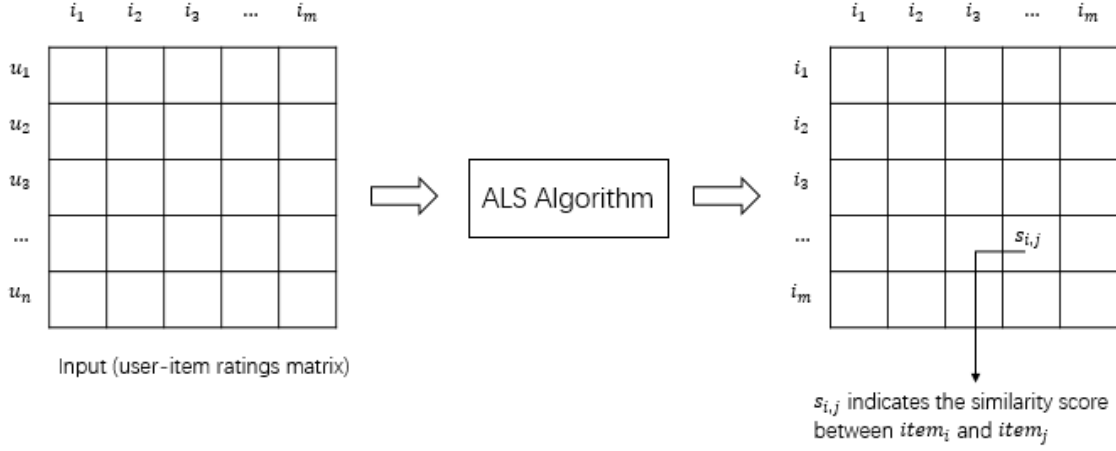 i₁ i₂ i₃ ... iₘ
u₁
u₂
u₃
...
uₙ
Input (user-item ratings matrix)
ALS Algorithm
i₁ i₂ i₃ ... iₘ
i₁
i₂
i₃
...
iₘ
sᵢ,ⱼ
sᵢ,ⱼ indicates the similarity score
between itemᵢ and itemⱼ